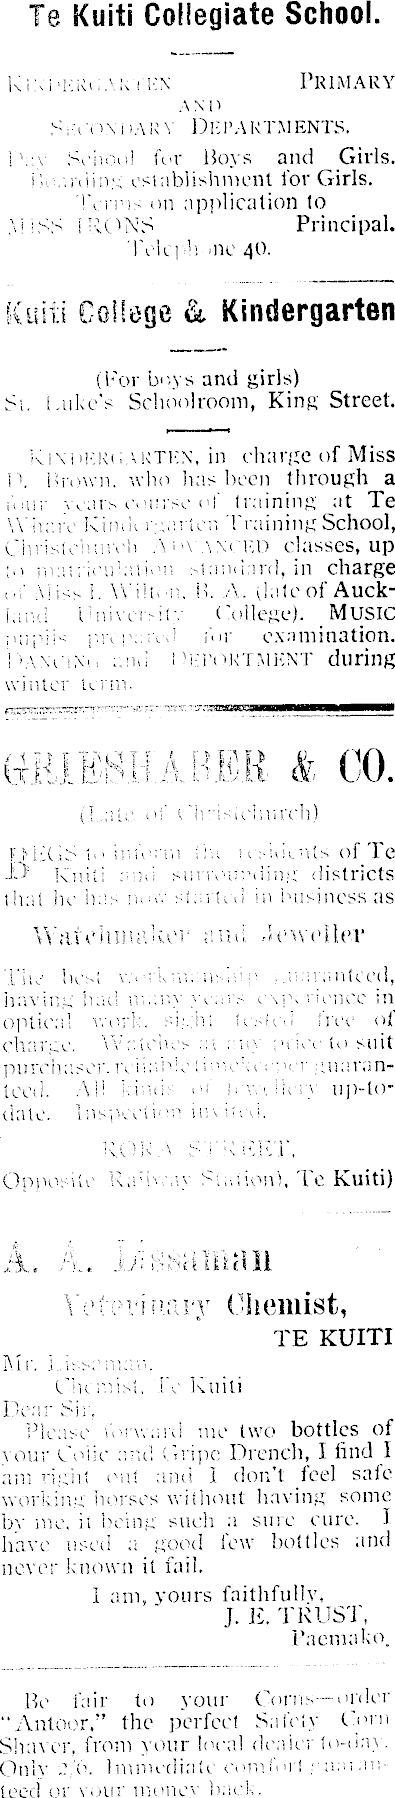 Te Kuiti Collegiate School.
KINDERGARTEN PRIMARY
AND
SECONDARY DEPARTMENTS.
Day School for Boys and Girls.
Boarding establishment for Girls.
Terms on application to
MISS IRONS Principal.
Telephone 40.
Kuiti College & Kindergarten
(For boys and girls)
St. Luke's Schoolroom, King Street.
KINDERGARTEN, in charge of Miss
D. Brown, who has been through a
four years course of training at Te
Whare Kindergarten Training School,
Christchurch ADVANCED classes, up
to matriculation standard, in charge
of Miss I. Wilton, B. A. (late of Auck-
land University College). MUSIC
pupils prepared for examination.
DANCING and DEPORTMENT during
winter term.
GRIESHABER & CO.
(Late of Christchurch)
BEGS to inform the residents of Te
Kuiti and surrounding districts
that he has now started in business as
Watchmaker and Jeweller
The best workmanship guaranteed,
having had many years experience in
optical work, sight tested free of
charge. Watches at any price to suit
purchaser, reliable timekeeper guaran-
teed. All kinds of Jewellery up-to-
date. Inspection invited.
RORA STREET,
Opposite Railway Station), Te Kuiti)
A. A. Lissaman
Veterinary Chemist,
TE KUITI
Mr. Lissaman,
Chemist, Te Kuiti
Dear Sir,
Please forward me two bottles of
your Colic and Gripe Drench, I find I
am right out and I don't feel safe
working horses without having some
by me, it being such a sure cure. I
have used a good few bottles and
never known it fail.
I am, yours faithfully,
J. E. TRUST,
Paemako.
Be fair to your Corns—order
"Antoer," the perfect Safety Corn
Shaver, from your local dealer to-day.
Only 2/6. Immediate comfort guaran-
teed or your money back.